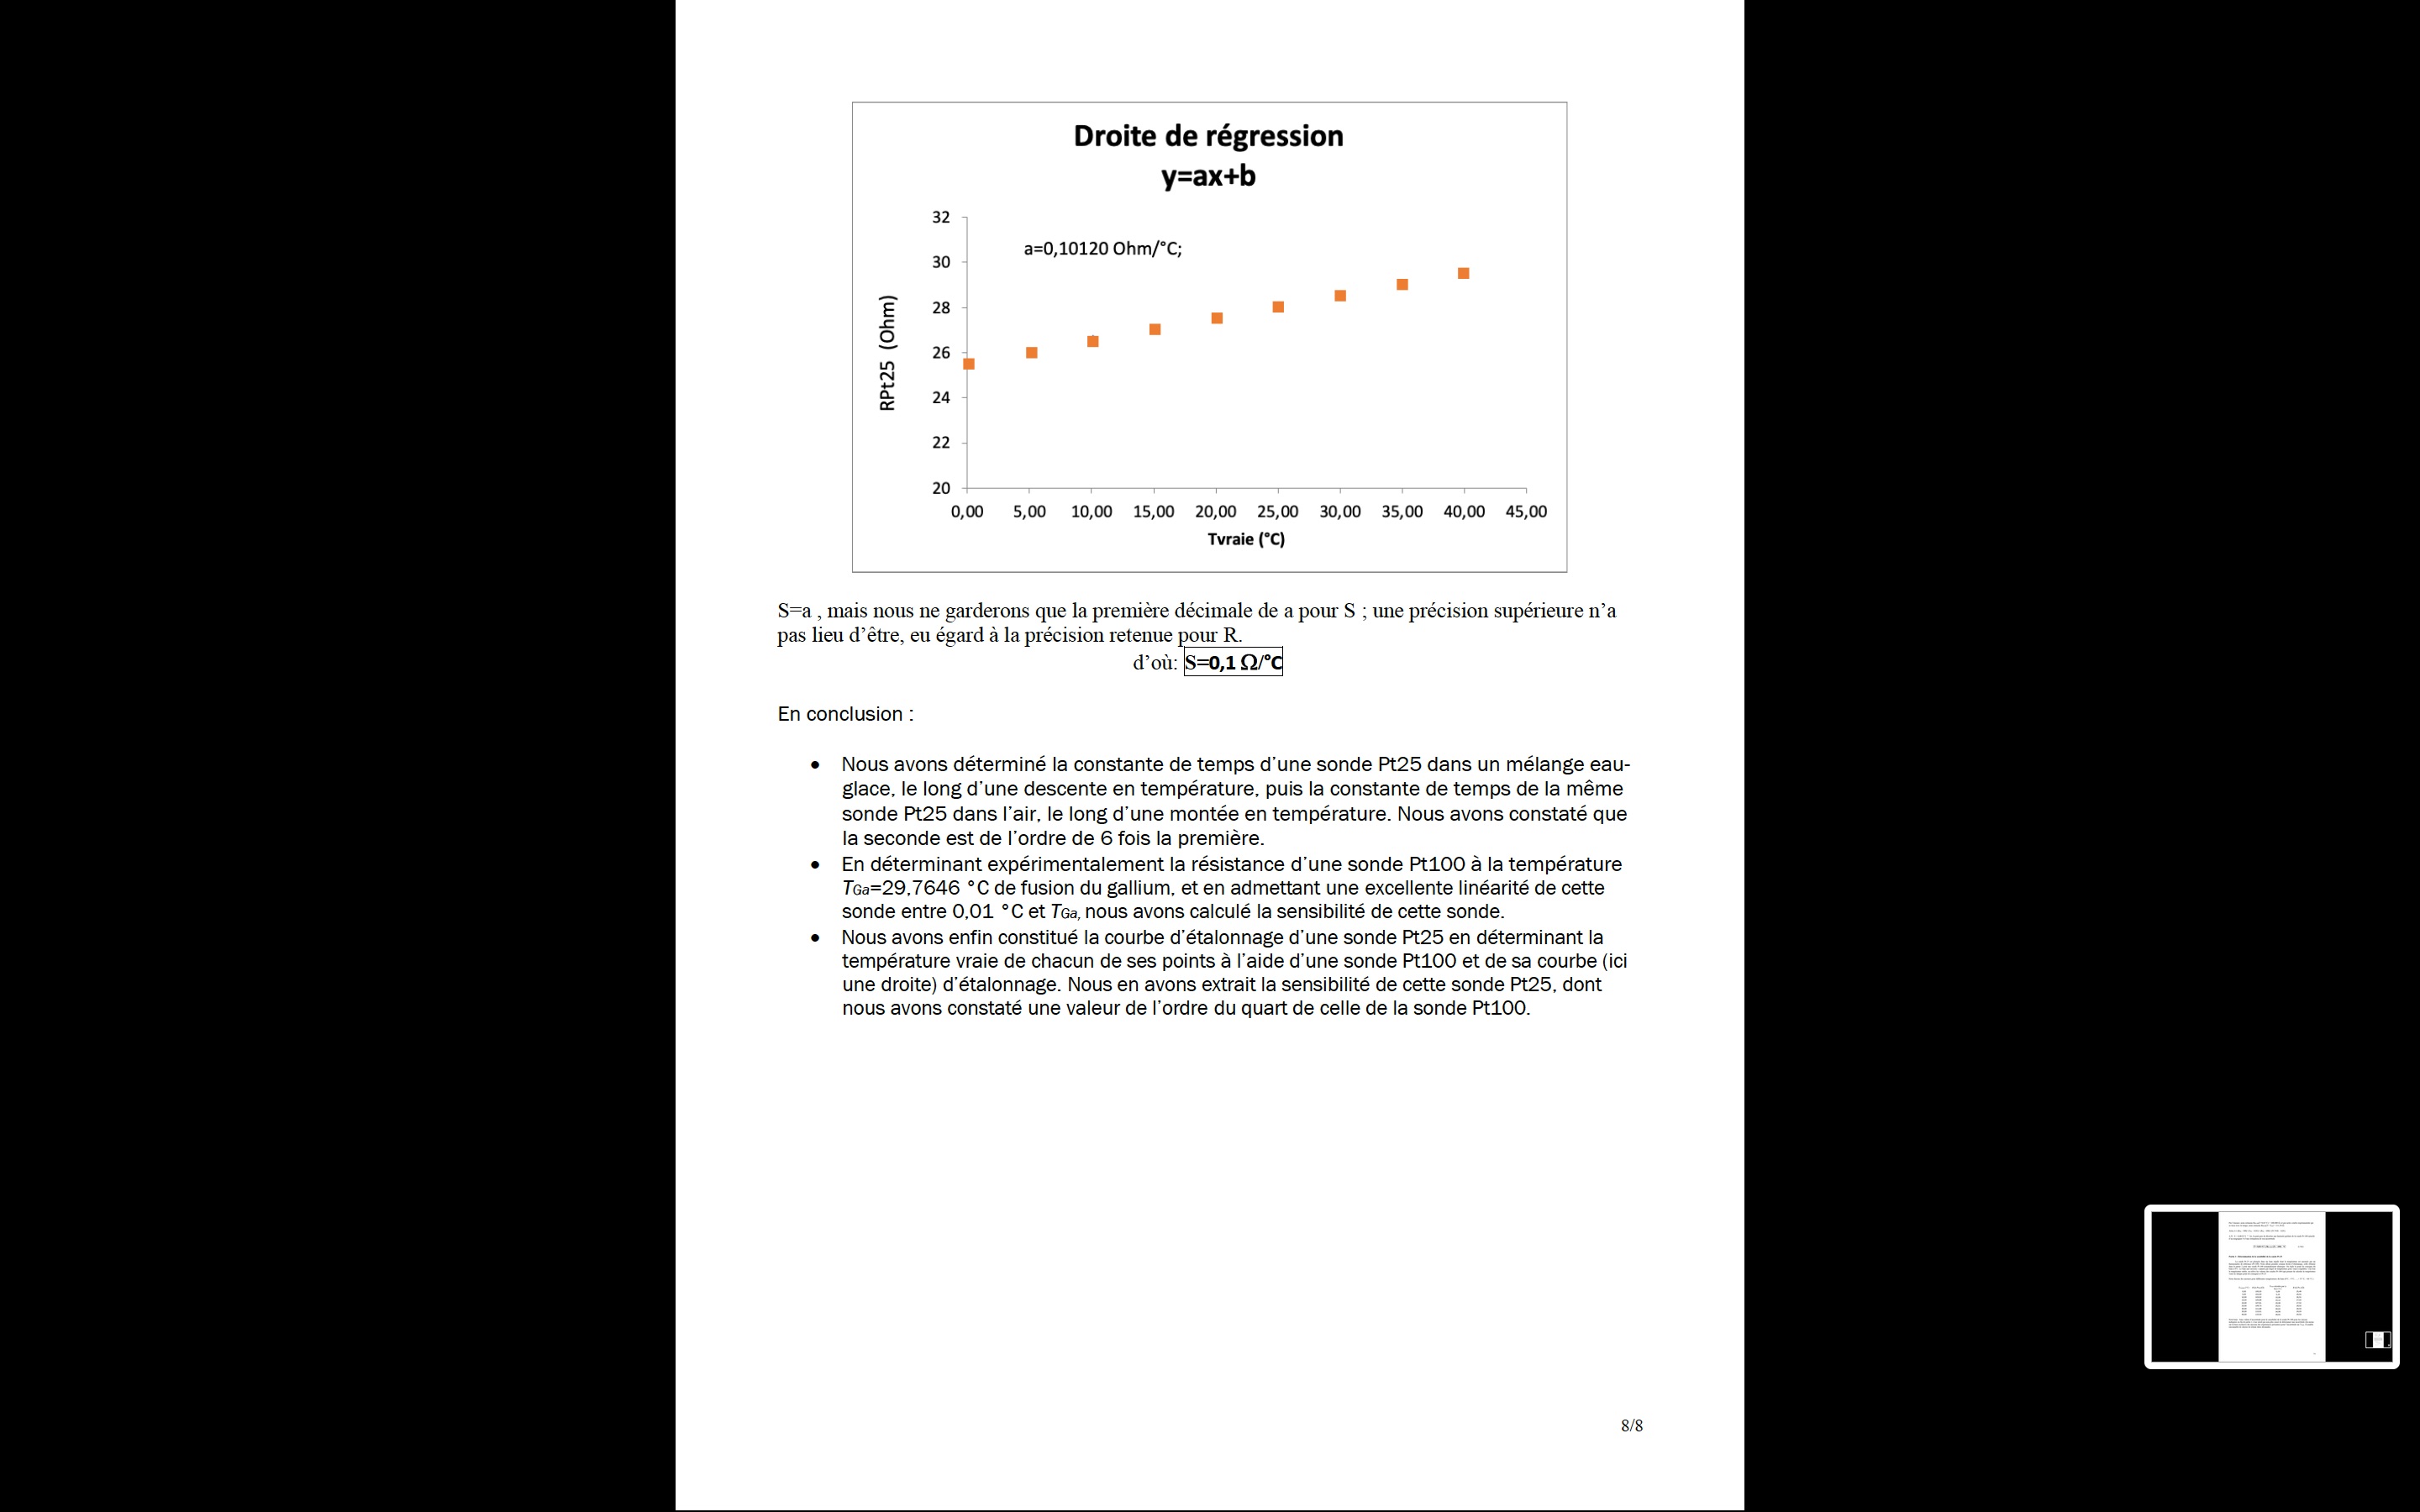 Droite de régression
y=ax+b
a=0,10120 Ohm/°C;
RPt25 (Ohm)
32
30
28
26
24
22
20
0,00 5,00 10,00 15,00 20,00 25,00 30,00 35,00 40,00 45,00
Tvraie (°C)
S=a , mais nous ne garderons que la première décimale de a pour S ; une précision supérieure n’a
pas lieu d’être, eu égard à la précision retenue pour R.
d’où: S=0,1 Ω/°C
En conclusion :
• Nous avons déterminé la constante de temps d’une sonde Pt25 dans un mélange eau-
glace, le long d’une descente en température, puis la constante de temps de la même
sonde Pt25 dans l’air, le long d’une montée en température. Nous avons constaté que
la seconde est de l’ordre de 6 fois la première.
• En déterminant expérimentalement la résistance d’une sonde Pt100 à la température
TGa=29,7646 °C de fusion du gallium, et en admettant une excellente linéarité de cette
sonde entre 0,01 °C et TGa, nous avons calculé la sensibilité de cette sonde.
• Nous avons enfin constitué la courbe d’étalonnage d’une sonde Pt25 en déterminant la
température vraie de chacun de ses points à l’aide d’une sonde Pt100 et de sa courbe (ici
une droite) d’étalonnage. Nous en avons extrait la sensibilité de cette sonde Pt25, dont
nous avons constaté une valeur de l’ordre du quart de celle de la sonde Pt100.
8/8